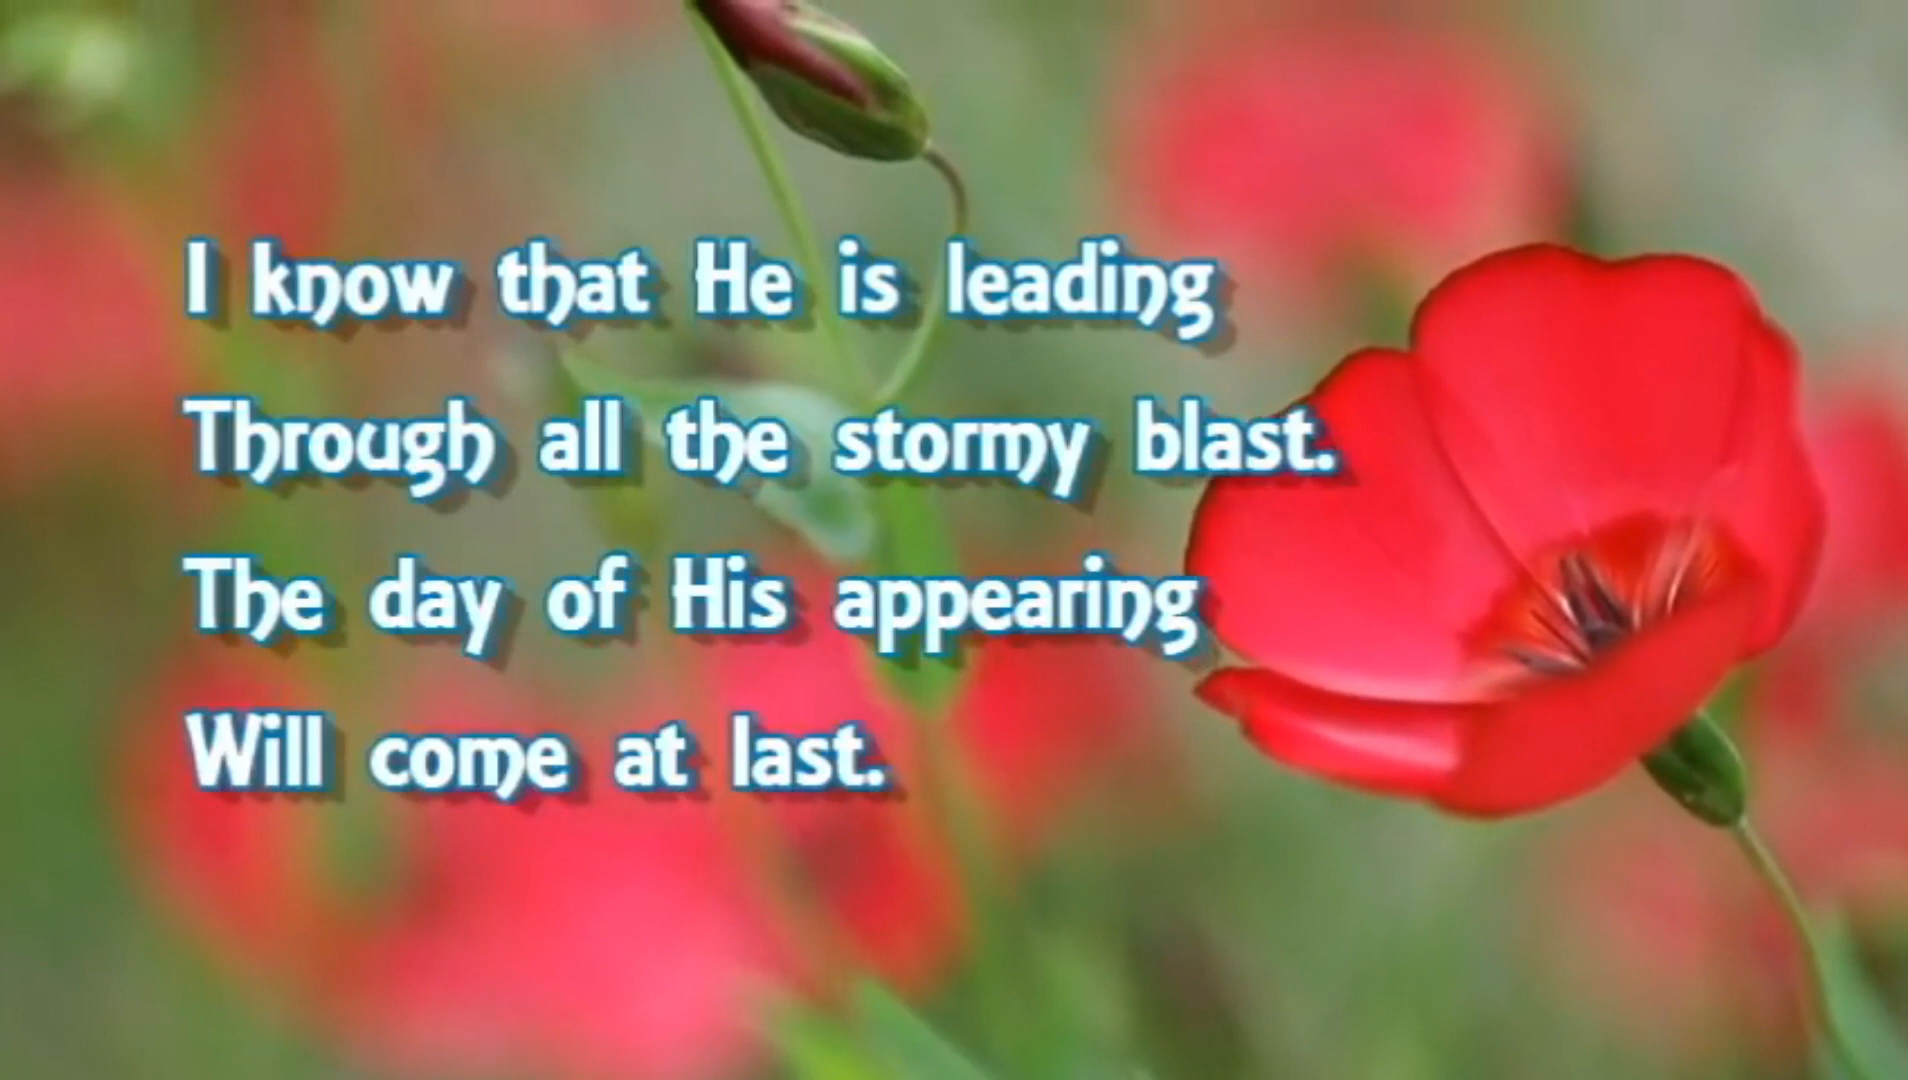 I know that He is leading
Through all the stormy blast.
The day of His appearing
Will come at last.